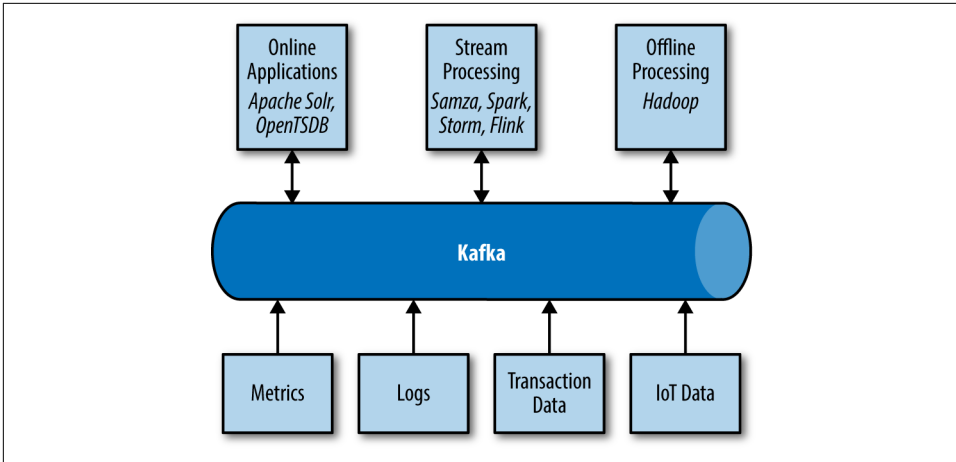 Online
Applications
Apache Solr,
OpenTSDB
Stream
Processing
Samza, Spark,
Storm, Flink
Offline
Processing
Hadoop
Kafka
Metrics
Logs
Transaction
Data
IoT Data